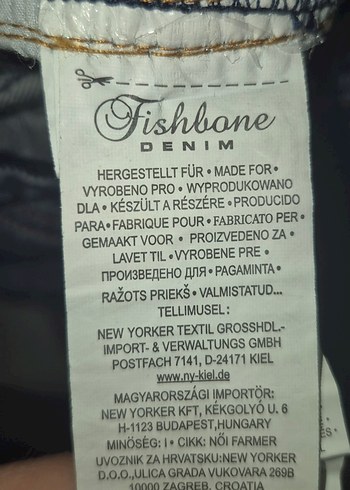 Fishbone
DENIM
HERGESTELLT FÜR • MADE FOR •
VYROBENO PRO • WYPRODUKOWANO
DLA • KÉSZÜLT A RÉSZÉRE • PRODUCIDO
PARA • FABRIQUE POUR • FABRICATO PER •
GEMAAKT VOOR • PROIZVEDENO ZA •
LAVET TIL • VYROBENE PRE •
ПРОИЗВЕДЕНО ДЛЯ • PAGAMINTA •
RAŽOTS PRIEKŠ • VALMISTATUD...
TELLIMUSEL:
NEW YORKER TEXTIL GROSSHDL.-
IMPORT- & VERWALTUNGS GMBH
POSTFACH 7141, D-24171 KIEL
www.ny-kiel.de
MAGYARORSZÁGI IMPORTÖR:
NEW YORKER KFT, KÉKGOLYÓ U. 6
H-1123 BUDAPEST,HUNGARY
MINÖSÉG: I • CIKK: NŐI FARMER
UVOZNIK ZA HRVATSKU:NEW YORKER
D.O.O.,ULICA GRADA VUKOVARA 269B
10000 ZAGREB, CROATIA